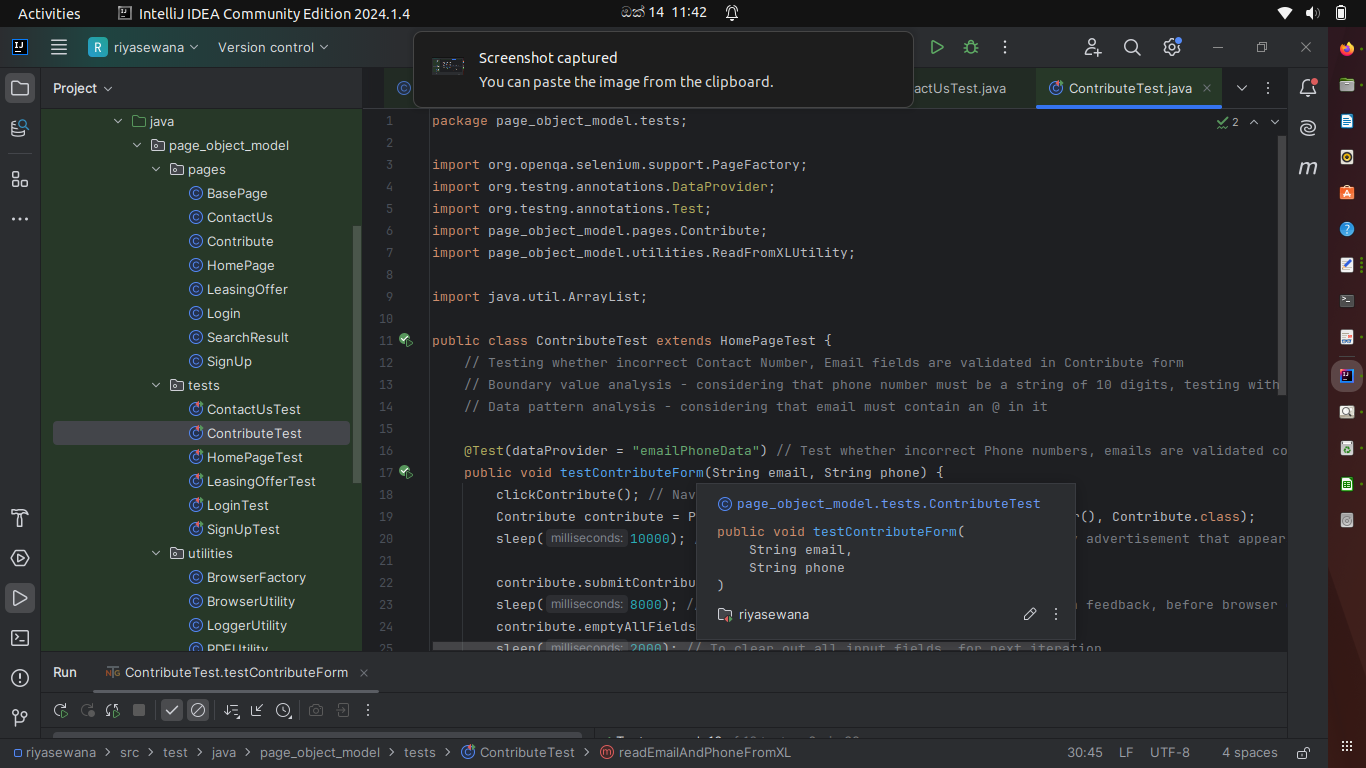 Activities
IntelliJ IDEA Community Edition 2024.1.4
ඔක් 14 11:42
R riyasewana
Version control
Screenshot captured
You can paste the image from the clipboard.
Project
actUsTest.java
ContributeTest.java
java
page_object_model
pages
BasePage
ContactUs
Contribute
HomePage
LeasingOffer
Login
SearchResult
SignUp
tests
ContactUsTest
ContributeTest
HomePageTest
LeasingOfferTest
LoginTest
SignUpTest
utilities
BrowserFactory
BrowserUtility
LoggerUtility
PDFUtility
2
1 package page_object_model.tests;
2
3 import org.openqa.selenium.support.PageFactory;
4 import org.testng.annotations.DataProvider;
5 import org.testng.annotations.Test;
6 import page_object_model.pages.Contribute;
7 import page_object_model.utilities.ReadFromXLUtility;
8
9 import java.util.ArrayList;
10
11 public class ContributeTest extends HomePageTest {
12 // Testing whether incorrect Contact Number, Email fields are validated in Contribute form
13 // Boundary value analysis - considering that phone number must be a string of 10 digits, testing with
14 // Data pattern analysis - considering that email must contain an @ in it
15
16 @Test(dataProvider = "emailPhoneData") // Test whether incorrect Phone numbers, emails are validated co
17 public void testContributeForm(String email, String phone) {
18 clickContribute(); // Nav
19 Contribute contribute = P r(), Contribute.class);
20 sleep( milliseconds: 10000); / advertisement that appear
21
22 contribute.submitContribu
23 sleep( milliseconds: 8000); // feedback, before browser
24 contribute.emptyAllFields
25 sleep( milliseconds: 2000); // To clear out all input fields, for next iteration
page_object_model.tests.ContributeTest
public void testContributeForm(
String email,
String phone
)
riyasewana
Run
ContributeTest.testContributeForm
riyasewana > src > test > java > page_object_model > tests > ContributeTest > readEmailAndPhoneFromXL
30:45 LF UTF-8 4 spaces